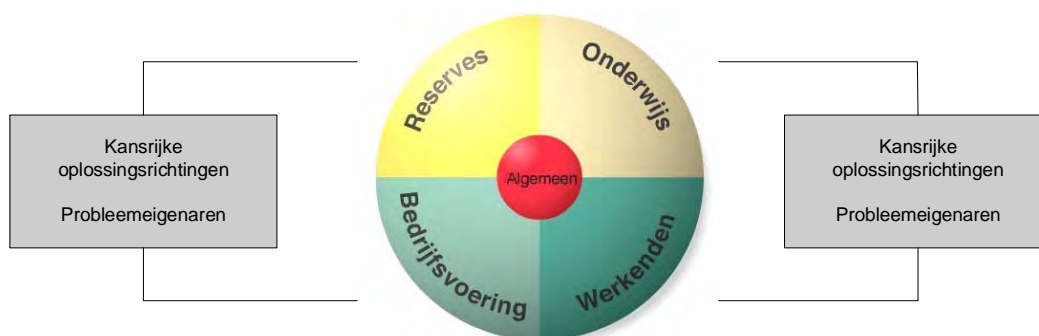 Kansrijke
oplossingsrichtingen
Probleemeigenaren
Reserves
Onderwijs
Algemeen
Bedrijfsvoering
Werkenden
Kansrijke
oplossingsrichtingen
Probleemeigenaren